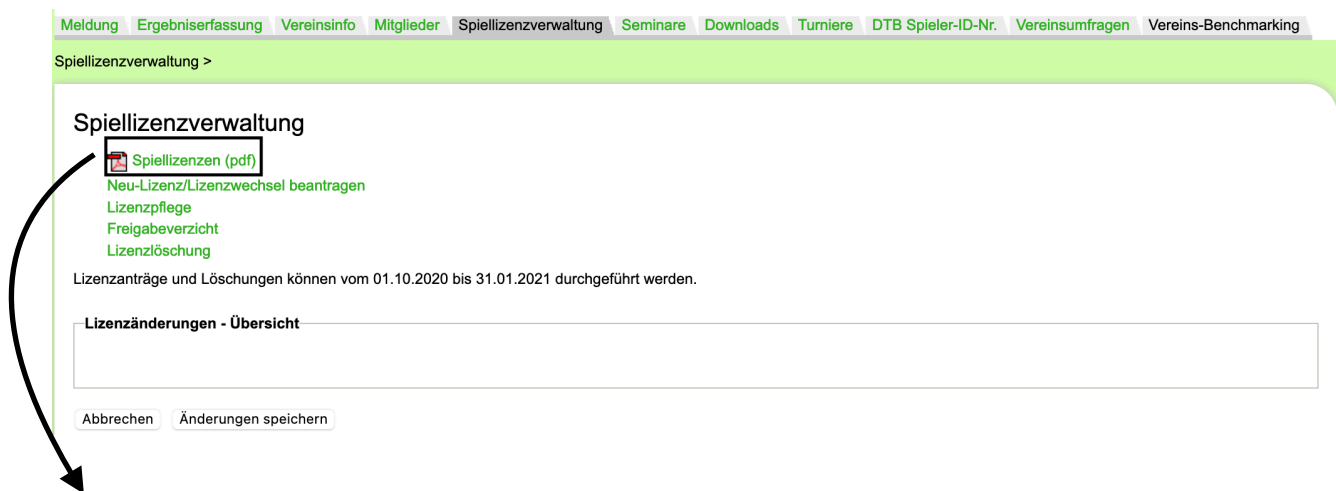 Meldung Ergebniserfassung Vereinsinfo Mitglieder Spiellizenzverwaltung Seminare Downloads Turniere DTB Spieler-ID-Nr. Vereinsumfragen Vereins-Benchmarking
Spiellizenzverwaltung >
Spiellizenzverwaltung
Spiellizenzen (pdf)
Neu-Lizenz/Lizenzwechsel beantragen
Lizenzpflege
Freigabeverzicht
Lizenzlöschung
Lizenzanträge und Löschungen können vom 01.10.2020 bis 31.01.2021 durchgeführt werden.
Lizenzänderungen - Übersicht
Abbrechen Änderungen speichern